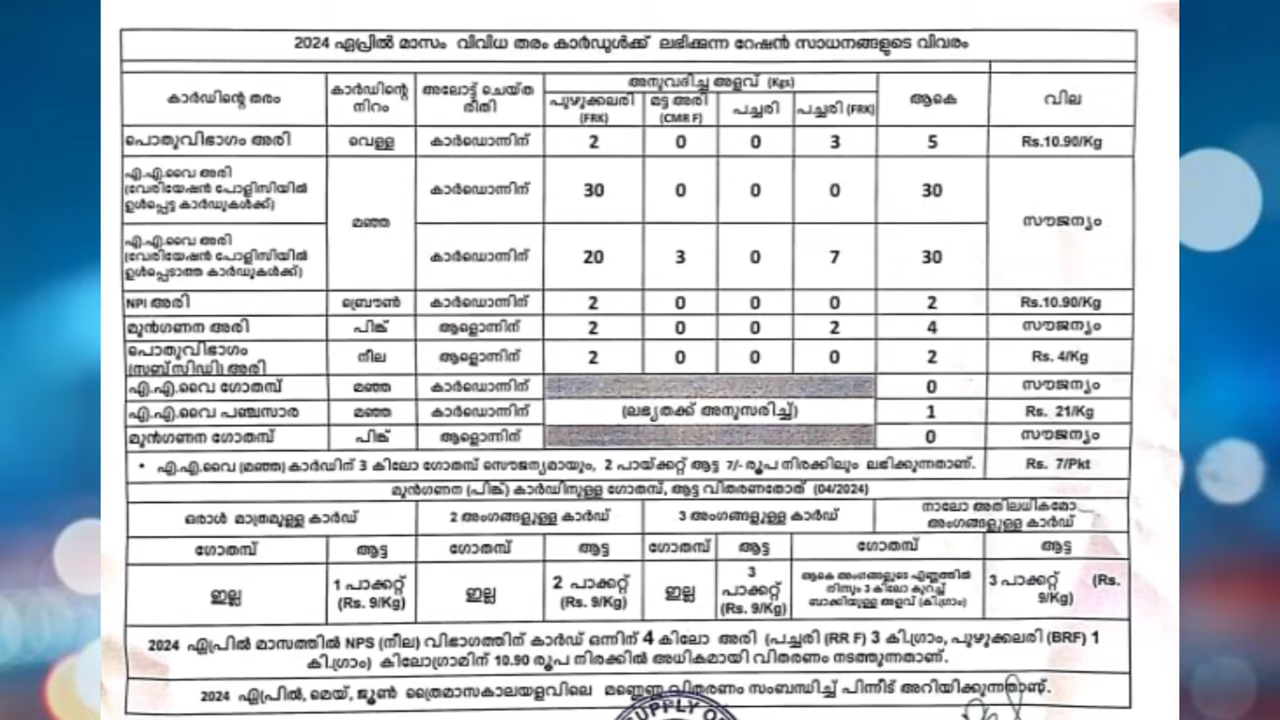 2024 ഏപ്രിൽ മാസം വിവിധ തരം കാർഡുൾക്ക് ലഭിക്കുന്ന റേഷൻ സാധനങ്ങളുടെ വിവരം
കാർഡിന്റെ തരം കാർഡിന്റെ നിറം അലോട്ട് ചെയ്ത രീതി അനുവദിച്ച അളവ് (Kgs) ആകെ വില
പുഴുക്കലരി (FRK) മട്ട അരി (CMR F) പച്ചരി പച്ചരി (FRK)
പൊതുവിഭാഗം അരി വെള്ള കാർഡൊന്നിന് 2 0 0 3 5 Rs.10.90/Kg
എ.എ.വൈ അരി
(വേരിയേഷൻ പോളിസിയിൽ
ഉൾപ്പെട്ട കാർഡുകൾക്ക്)
മഞ്ഞ കാർഡൊന്നിന് 30 0 0 0 30 സൗജന്യം
എ.എ.വൈ അരി
(വേരിയേഷൻ പോളിസിയിൽ
ഉൾപ്പെടാത്ത കാർഡുകൾക്ക്)
കാർഡൊന്നിന് 20 3 0 7 30
NPI അരി ബ്രൌൺ കാർഡൊന്നിന് 2 0 0 0 2 Rs.10.90/Kg
മുൻഗണന അരി പിങ്ക് ആളൊന്നിന് 2 0 0 2 4 സൗജന്യം
പൊതുവിഭാഗം
(സബ്സിഡി) അരി നീല ആളൊന്നിന് 2 0 0 0 2 Rs. 4/Kg
എ.എ.വൈ ഗോതമ്പ് മഞ്ഞ കാർഡൊന്നിന് 0 സൗജന്യം
എ.എ.വൈ പഞ്ചസാര മഞ്ഞ കാർഡൊന്നിന് (ലഭ്യതക്ക് അനുസരിച്ച്) 1 Rs. 21/Kg
മുൻഗണന ഗോതമ്പ് പിങ്ക് ആളൊന്നിന് 0 സൗജന്യം
• എ.എ.വൈ (മഞ്ഞ) കാർഡിന് 3 കിലോ ഗോതമ്പ് സൌജന്യമായും, 2 പായ്ക്കറ്റ് ആട്ട 7/- രൂപ നിരക്കിലും ലഭിക്കുന്നതാണ്. Rs. 7/Pkt
മുൻഗണന (പിങ്ക്) കാർഡിനുള്ള ഗോതമ്പ്, ആട്ട വിതരണതോത് (04/2024)
ഒരാൾ മാത്രമുള്ള കാർഡ് 2 അംഗങ്ങളുള്ള കാർഡ് 3 അംഗങ്ങളുള്ള കാർഡ് നാലോ അതിലധികമോ അംഗങ്ങളുള്ള കാർഡ്
ഗോതമ്പ് ആട്ട ഗോതമ്പ് ആട്ട ഗോതമ്പ് ആട്ട ഗോതമ്പ് ആട്ട
ഇല്ല 1 പാക്കറ്റ് (Rs. 9/Kg) ഇല്ല 2 പാക്കറ്റ് (Rs. 9/Kg) ഇല്ല 3 പാക്കറ്റ് (Rs. 9/Kg) ആകെ അംഗങ്ങളുടെ എണ്ണത്തിൽ നിന്നും 3 കിലോ കുറച്ച് ബാക്കിയുള്ള അളവ് (കി.ഗ്രാം) 3 പാക്കറ്റ് (Rs. 9/Kg)
2024 ഏപ്രിൽ മാസത്തിൽ NPS (നീല) വിഭാഗത്തിന് കാർഡ് ഒന്നിന് 4 കിലോ അരി (പച്ചരി (RR F) 3 കി.ഗ്രാം, പുഴുക്കലരി (BRF) 1
കി.ഗ്രാം) കിലോഗ്രാമിന് 10.90 രൂപ നിരക്കിൽ അധികമായി വിതരണം നടത്തുന്നതാണ്.
2024 ഏപ്രിൽ, മെയ്, ജൂൺ ത്രൈമാസകാലയളവിലെ മണ്ണെണ്ണ വിതരണം സംബന്ധിച്ച് പിന്നീട് അറിയിക്കുന്നതാണ്.
SUPPLY